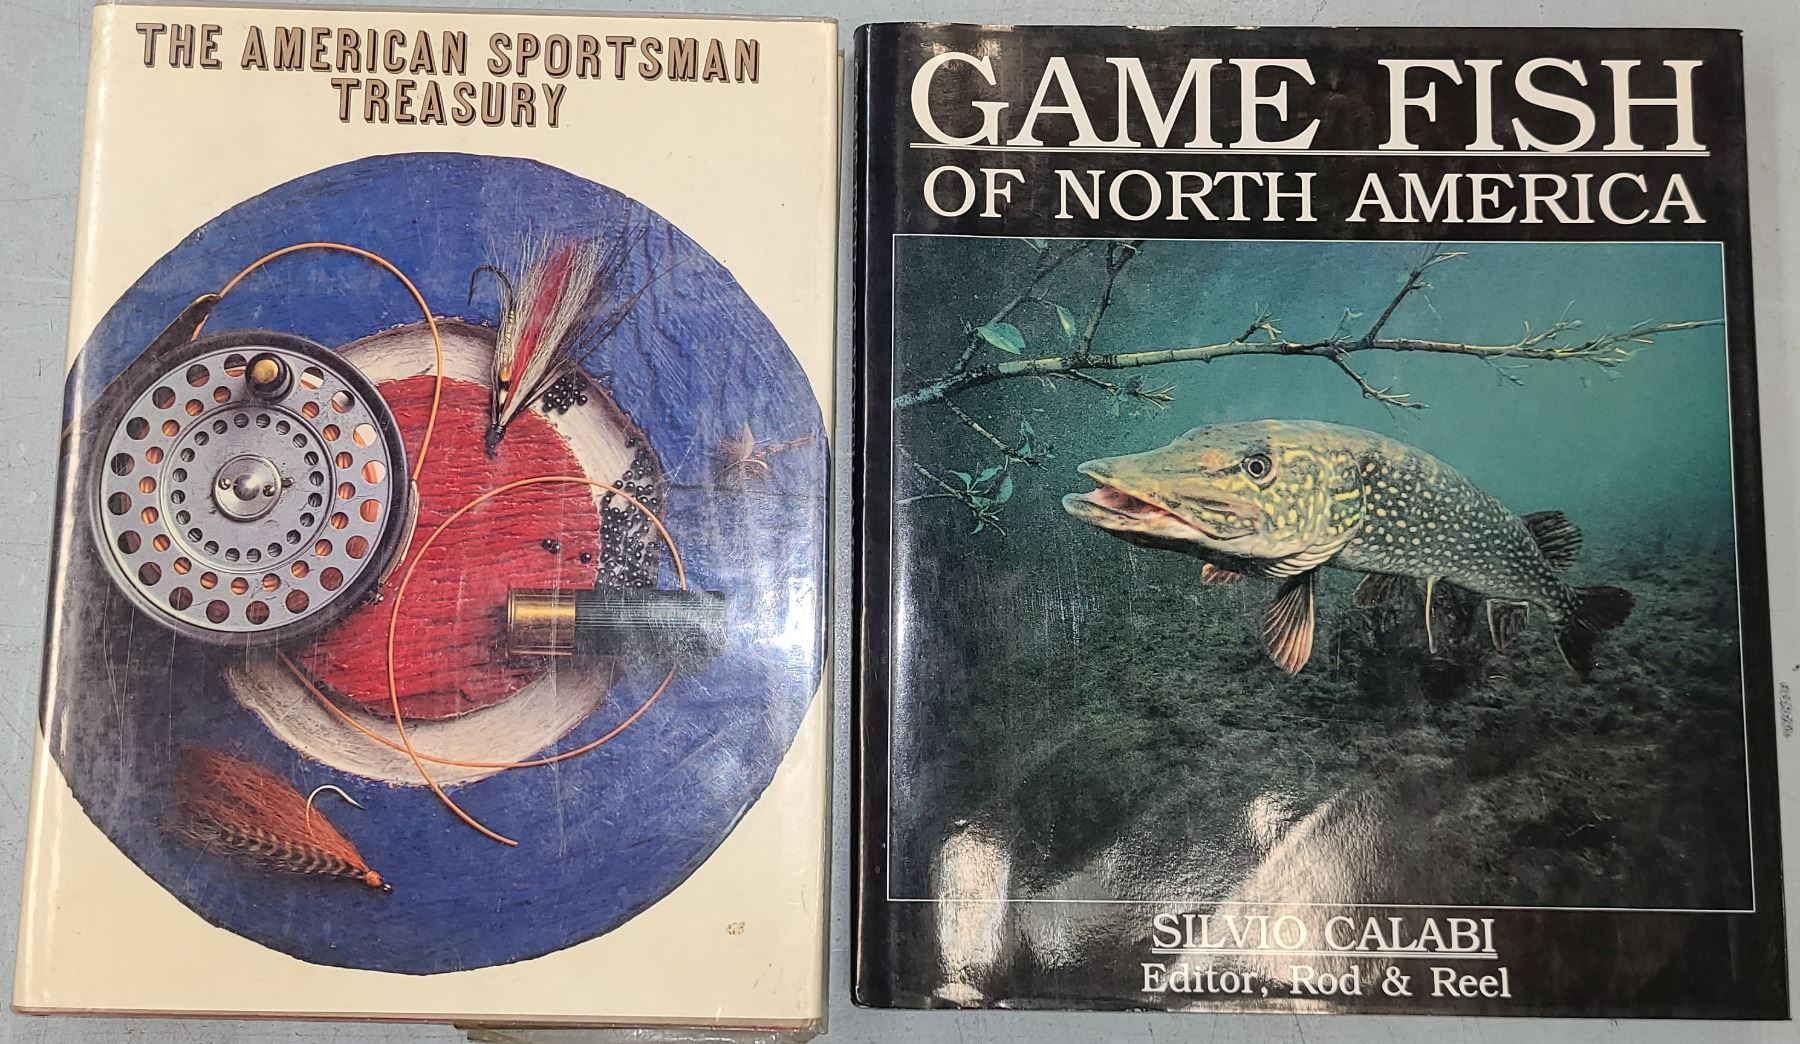 THE AMERICAN SPORTSMAN
TREASURY
GAME FISH
OF NORTH AMERICA
SILVIO CALABI
Editor, Rod & Reel